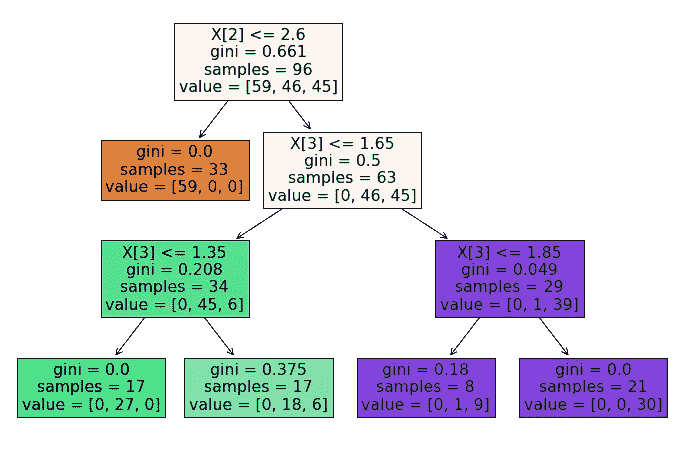 X[2] <= 2.6
gini = 0.661
samples = 96
value = [59, 46, 45]
gini = 0.0
samples = 33
value = [59, 0, 0]
X[3] <= 1.65
gini = 0.5
samples = 63
value = [0, 46, 45]
X[3] <= 1.35
gini = 0.208
samples = 34
value = [0, 45, 6]
X[3] <= 1.85
gini = 0.049
samples = 29
value = [0, 1, 39]
gini = 0.0
samples = 17
value = [0, 27, 0]
gini = 0.375
samples = 17
value = [0, 18, 6]
gini = 0.18
samples = 8
value = [0, 1, 9]
gini = 0.0
samples = 21
value = [0, 0, 30]